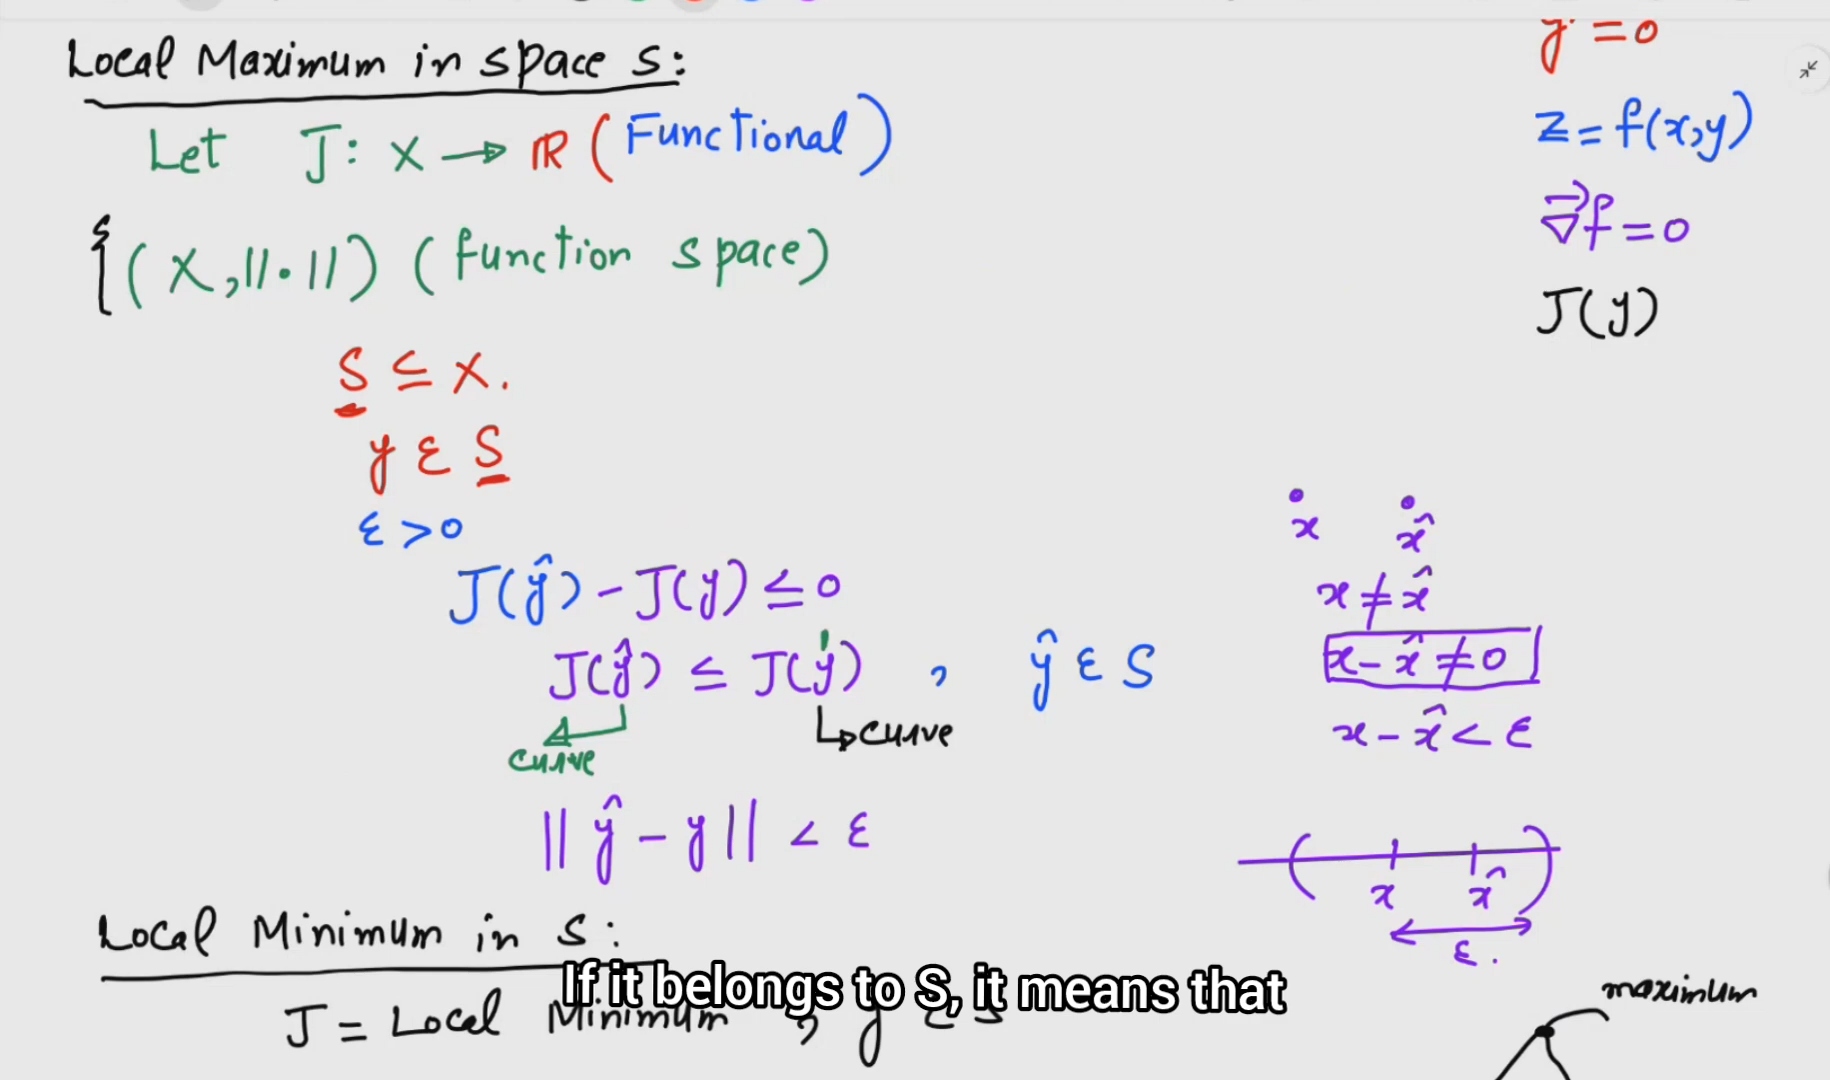 Local Maximum in space S:
Let J: X → ℝ (Functional)
{(X, ||·||) (function space)
S ⊆ X.
y ε S
ε > 0
J(ŷ) - J(y) ≤ 0
J(ŷ) ≤ J(y) , ŷ ε S
curve
curve
|| ŷ - y || < ε
Local Minimum in S:
J = Local Minimum , y ε S
If it belongs to S, it means that
y' = 0
z = f(x,y)
∇⃗f = 0
J(y)
x x̂
x ≠ x̂
x - x̂ ≠ 0
x - x̂ < ε
x x̂
ε.
maximum